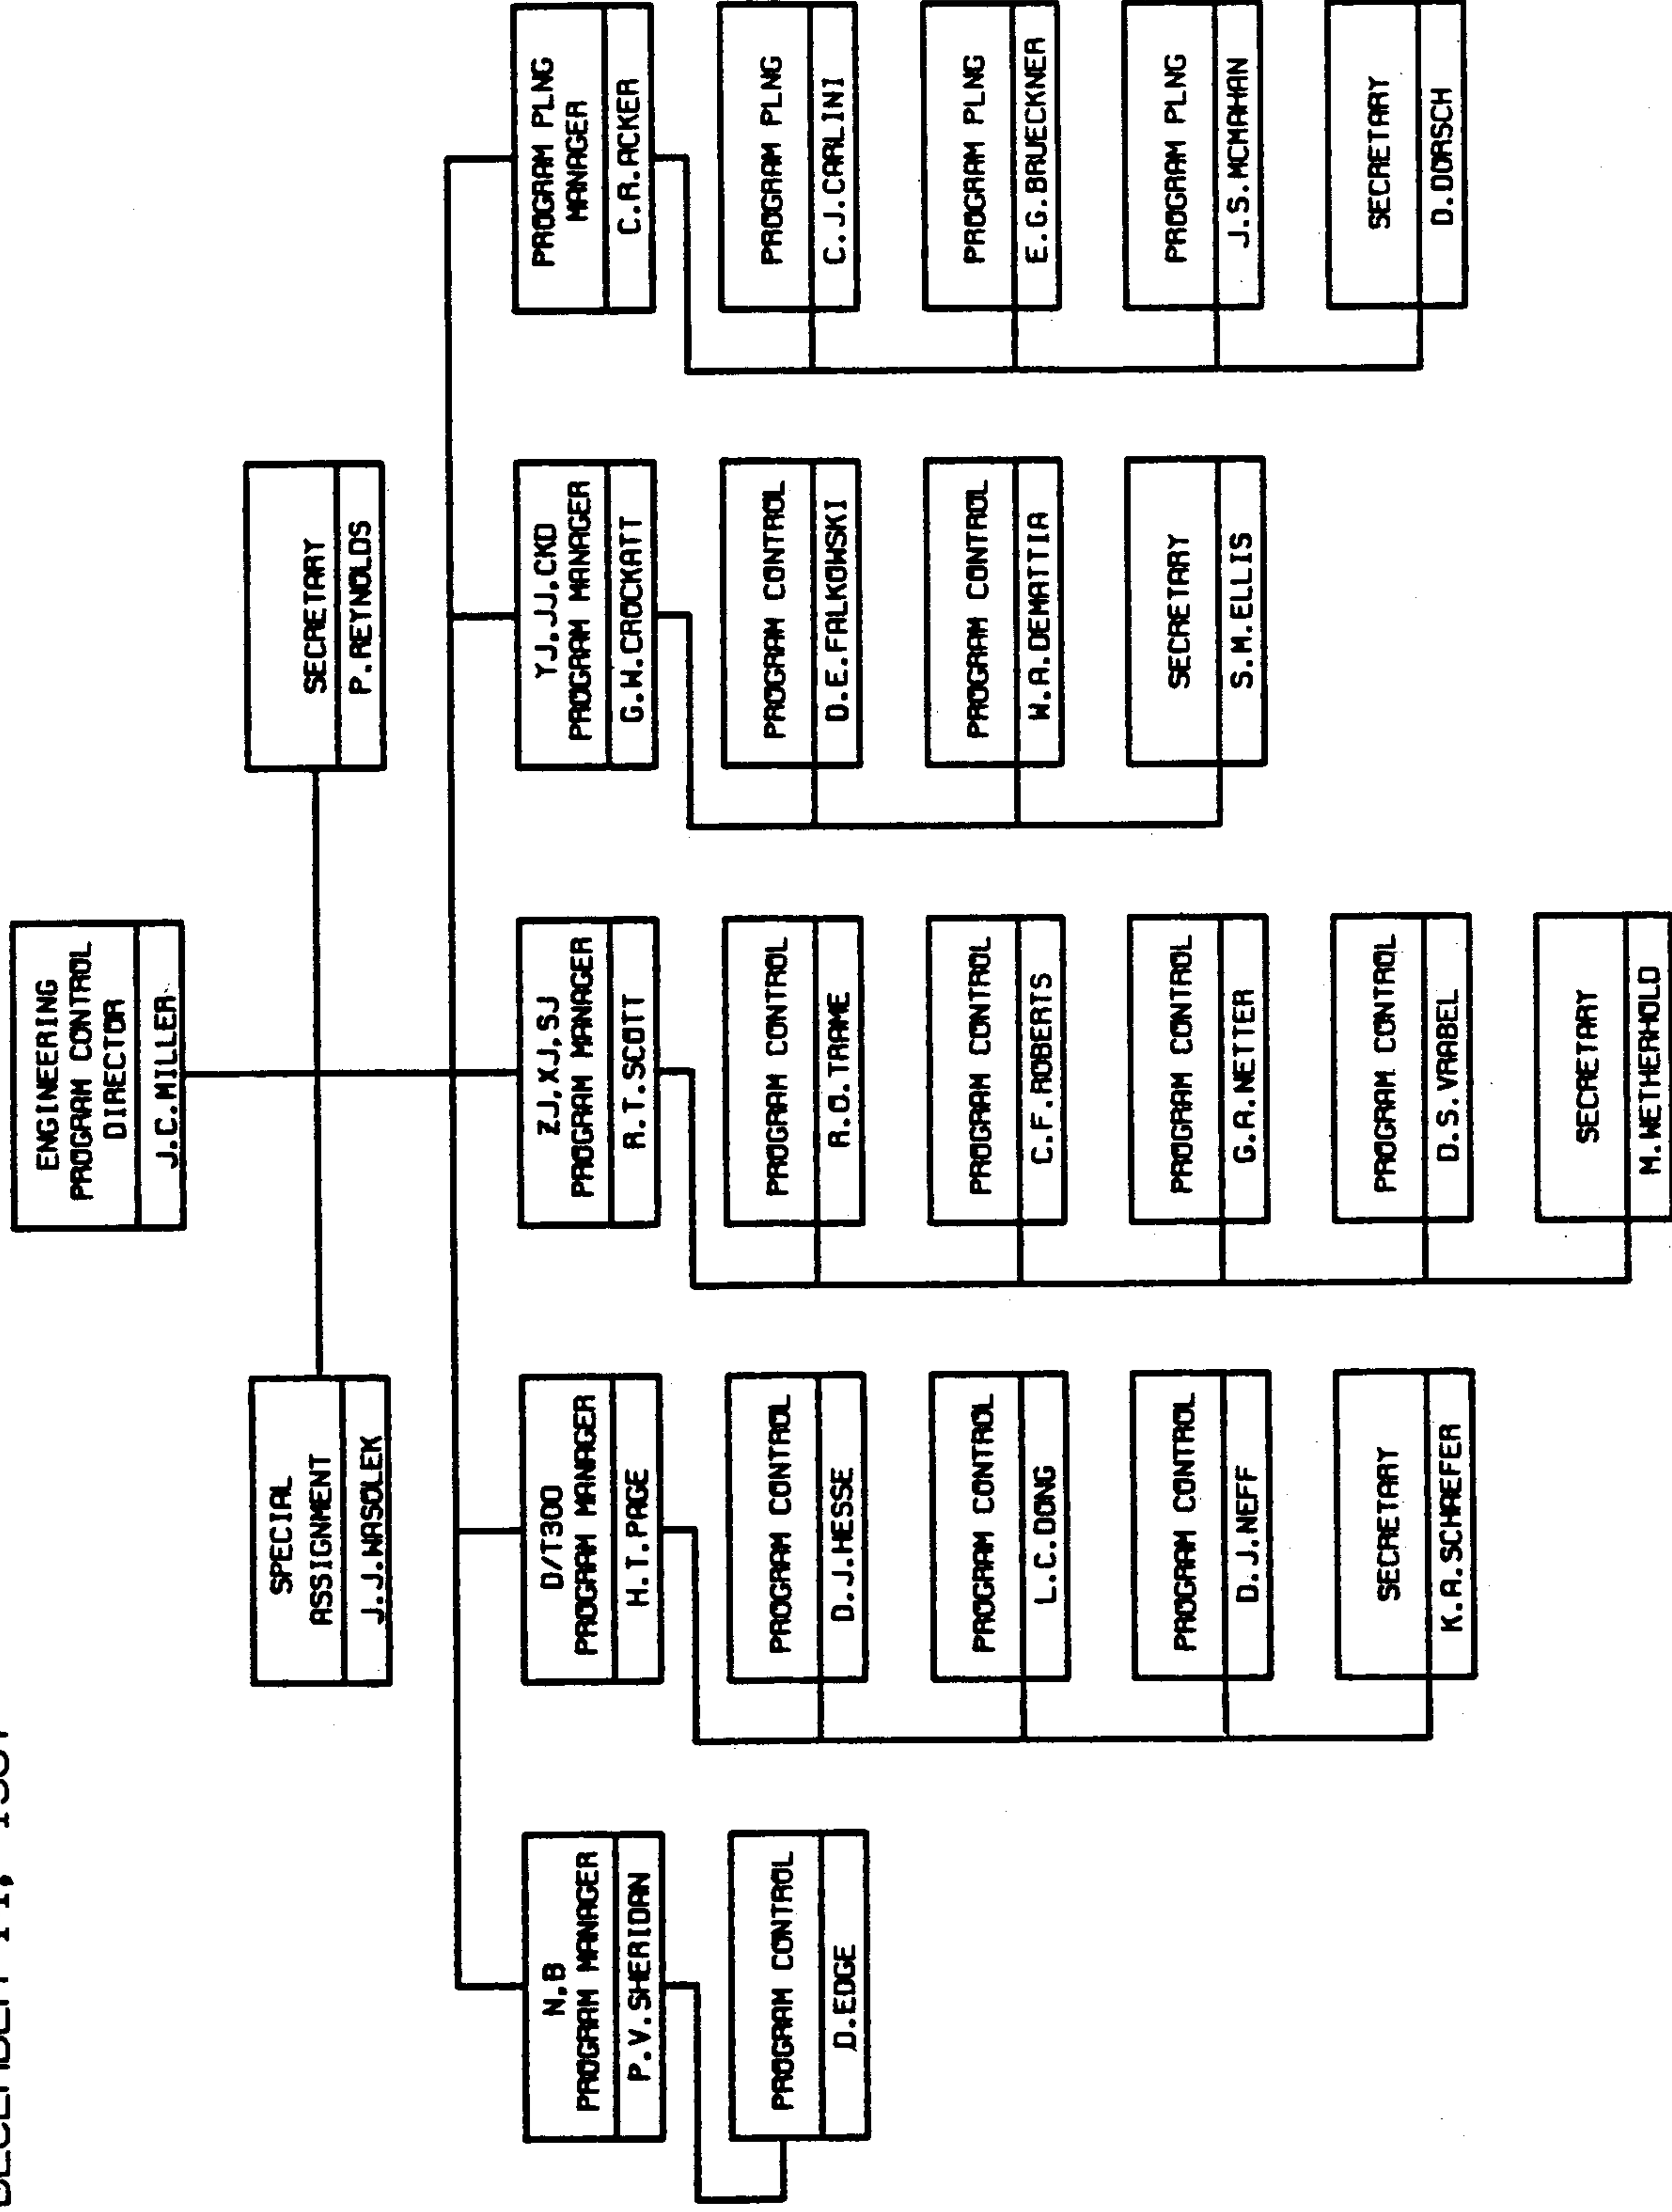 ENGINEERING
PROGRAM CONTROL
DIRECTOR
J.C.MILLER
SPECIAL
ASSIGNMENT
J.J.WASOLEK
SECRETARY
P.REYNOLDS
N,B
PROGRAM MANAGER
P.V.SHERIDAN
PROGRAM CONTROL
D.EDGE
D/T300
PROGRAM MANAGER
H.T.PAGE
PROGRAM CONTROL
D.J.HESSE
PROGRAM CONTROL
L.C.DONG
PROGRAM CONTROL
D.J.NEFF
SECRETARY
K.A.SCHAEFER
ZJ,XJ,SJ
PROGRAM MANAGER
R.T.SCOTT
PROGRAM CONTROL
R.O.TRAME
PROGRAM CONTROL
C.F.ROBERTS
PROGRAM CONTROL
G.A.NETTER
PROGRAM CONTROL
D.S.VRABEL
SECRETARY
M.WETHERHOLD
YJ,JJ,CKD
PROGRAM MANAGER
G.W.CROCKATT
PROGRAM CONTROL
D.E.FALKOWSKI
PROGRAM CONTROL
W.A.DEMATTIA
SECRETARY
S.M.ELLIS
PROGRAM PLNG
MANAGER
C.R.ACKER
PROGRAM PLNG
C.J.CARLINI
PROGRAM PLNG
E.G.BRUECKNER
PROGRAM PLNG
J.S.MCMAHAN
SECRETARY
D.DORSCH